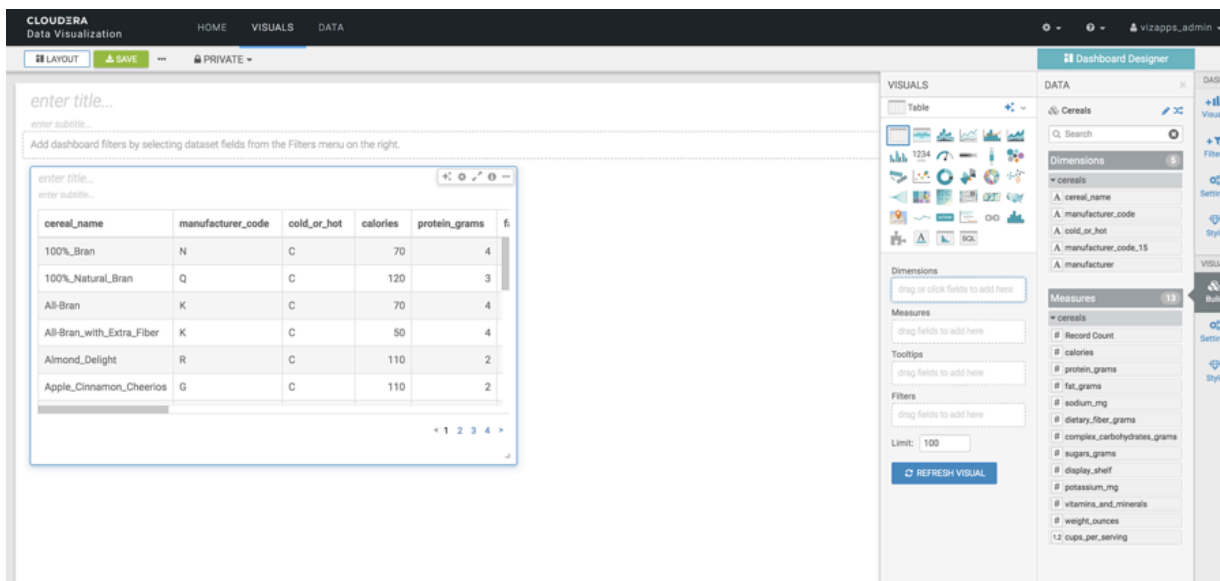 CLOUDERA
Data Visualization
HOME VISUALS DATA
vizapps_admin
LAYOUT SAVE ••• PRIVATE
Dashboard Designer
enter title...
enter subtitle...
Add dashboard filters by selecting dataset fields from the Filters menu on the right.
enter title...
enter subtitle...
cereal_name manufacturer_code cold_or_hot calories protein_grams
100%_Bran N C 70 4
100%_Natural_Bran Q C 120 3
All-Bran K C 70 4
All-Bran_with_Extra_Fiber K C 50 4
Almond_Delight R C 110 2
Apple_Cinnamon_Cheerios G C 110 2
< 1 2 3 4 >
VISUALS
Table
1234
SQL
Dimensions
drag or click fields to add here
Measures
drag fields to add here
Tooltips
drag fields to add here
Filters
drag fields to add here
Limit: 100
REFRESH VISUAL
DATA
Cereals
Search
Dimensions 5
cereals
A cereal_name
A manufacturer_code
A cold_or_hot
A manufacturer_code_15
A manufacturer
Measures 13
cereals
# Record Count
# calories
# protein_grams
# fat_grams
# sodium_mg
# dietary_fiber_grams
# complex_carbohydrates_grams
# sugars_grams
# display_shelf
# potassium_mg
# vitamins_and_minerals
# weight_ounces
1.2 cups_per_serving